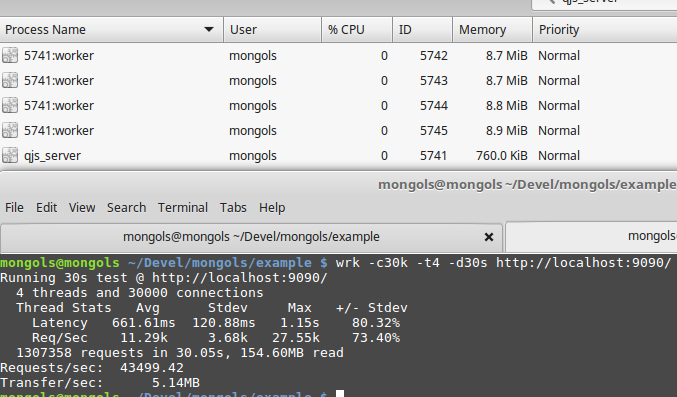 qjs_server
Process Name User % CPU ID Memory Priority
5741:worker mongols 0 5742 8.7 MiB Normal
5741:worker mongols 0 5743 8.7 MiB Normal
5741:worker mongols 0 5744 8.8 MiB Normal
5741:worker mongols 0 5745 8.9 MiB Normal
qjs_server mongols 0 5741 760.0 KiB Normal
mongols@mongols ~/Devel/mongols/example
File Edit View Search Terminal Tabs Help
mongols@mongols ~/Devel/mongols/example × mongols
mongols@mongols ~/Devel/mongols/example $ wrk -c30k -t4 -d30s http://localhost:9090/
Running 30s test @ http://localhost:9090/
4 threads and 30000 connections
Thread Stats Avg Stdev Max +/- Stdev
Latency 661.61ms 120.88ms 1.15s 80.32%
Req/Sec 11.29k 3.68k 27.55k 73.40%
1307358 requests in 30.05s, 154.60MB read
Requests/sec: 43499.42
Transfer/sec: 5.14MB
mongols@mongols ~/Devel/mongols/example $